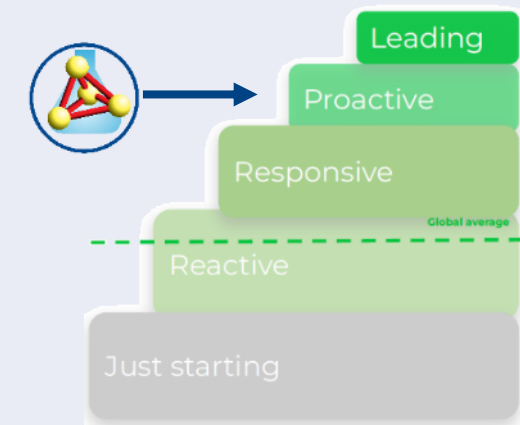 Leading
Proactive
Responsive
Global average
Reactive
Just starting